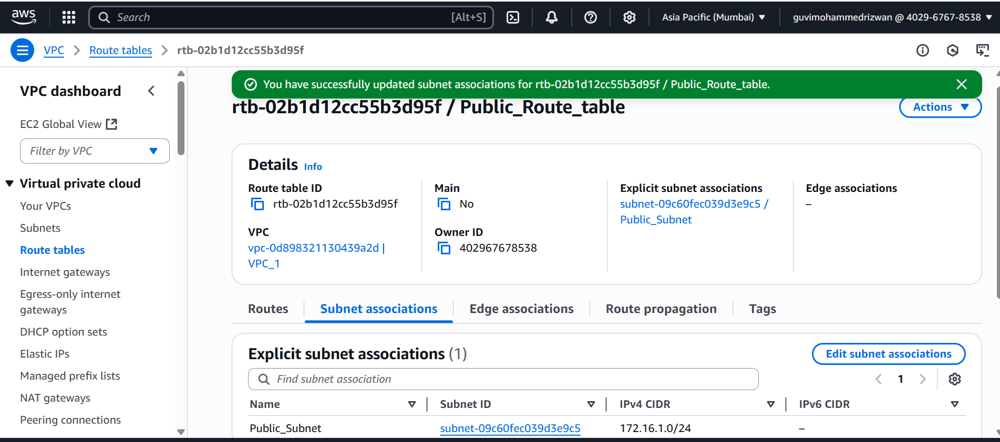 aws
Search [Alt+S] Asia Pacific (Mumbai) guvimohammedrizwan @ 4029-6767-8538
VPC Route tables rtb-02b1d12cc55b3d95f
VPC dashboard
EC2 Global View
Filter by VPC
Virtual private cloud
Your VPCs
Subnets
Route tables
Internet gateways
Egress-only internet
gateways
DHCP option sets
Elastic IPs
Managed prefix lists
NAT gateways
Peering connections
You have successfully updated subnet associations for rtb-02b1d12cc55b3d95f / Public_Route_table.
rtb-02b1d12cc55b3d95f / Public_Route_table
Actions
Details Info
Route table ID
rtb-02b1d12cc55b3d95f
Main
No
Explicit subnet associations
subnet-09c60fec039d3e9c5 /
Public_Subnet
Edge associations
–
VPC
vpc-0d898321130439a2d |
VPC_1
Owner ID
402967678538
Routes Subnet associations Edge associations Route propagation Tags
Explicit subnet associations (1)
Edit subnet associations
Find subnet association
1
Name Subnet ID IPv4 CIDR IPv6 CIDR
Public_Subnet subnet-09c60fec039d3e9c5 172.16.1.0/24 –